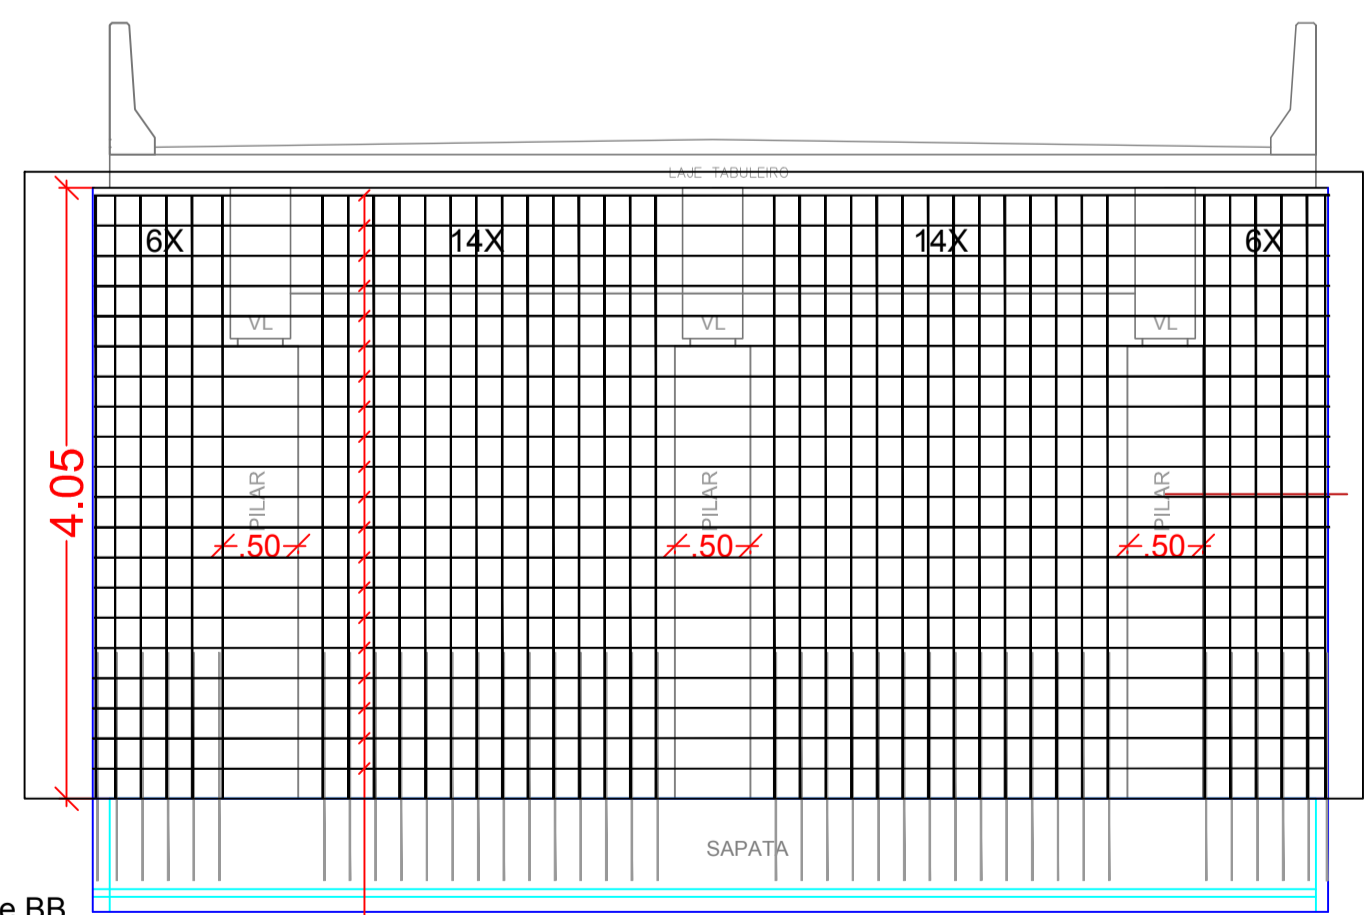 LAJE TABULEIRO
6X
14X
14X
6X
VL
VL
VL
4.05
PILAR
PILAR
PILAR
.50
.50
.50
SAPATA
e BB